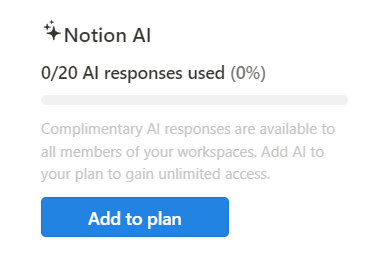 Notion AI
0/20 AI responses used (0%)
Complimentary AI responses are available to
all members of your workspaces. Add AI to
your plan to gain unlimited access.
Add to plan